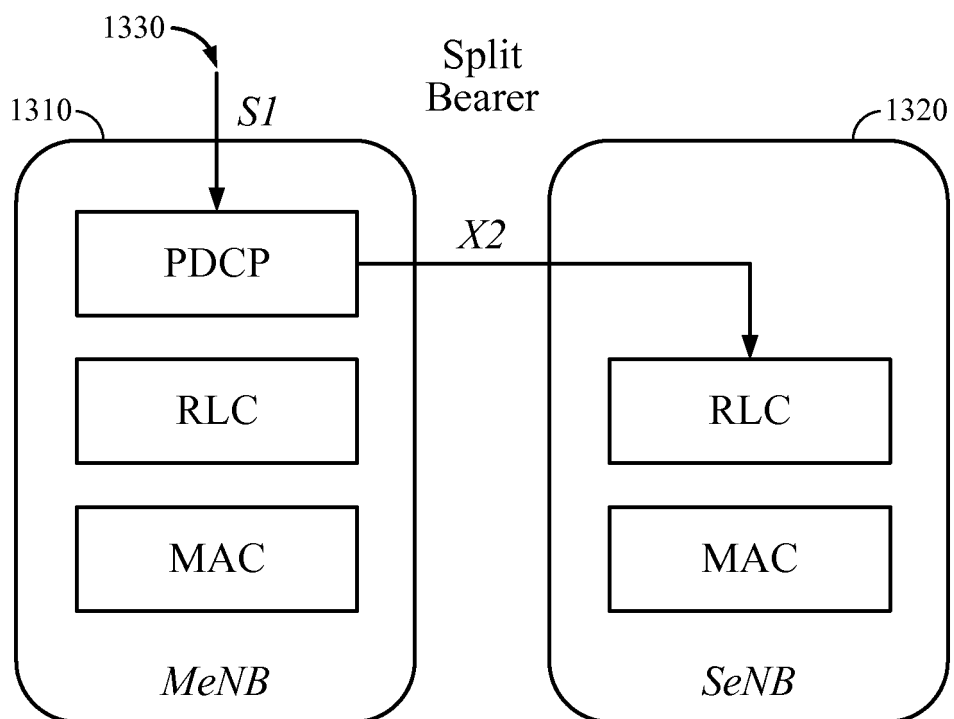 1330
Split
Bearer
S1
1310
1320
X2
PDCP
RLC
RLC
MAC
MAC
MeNB
SeNB